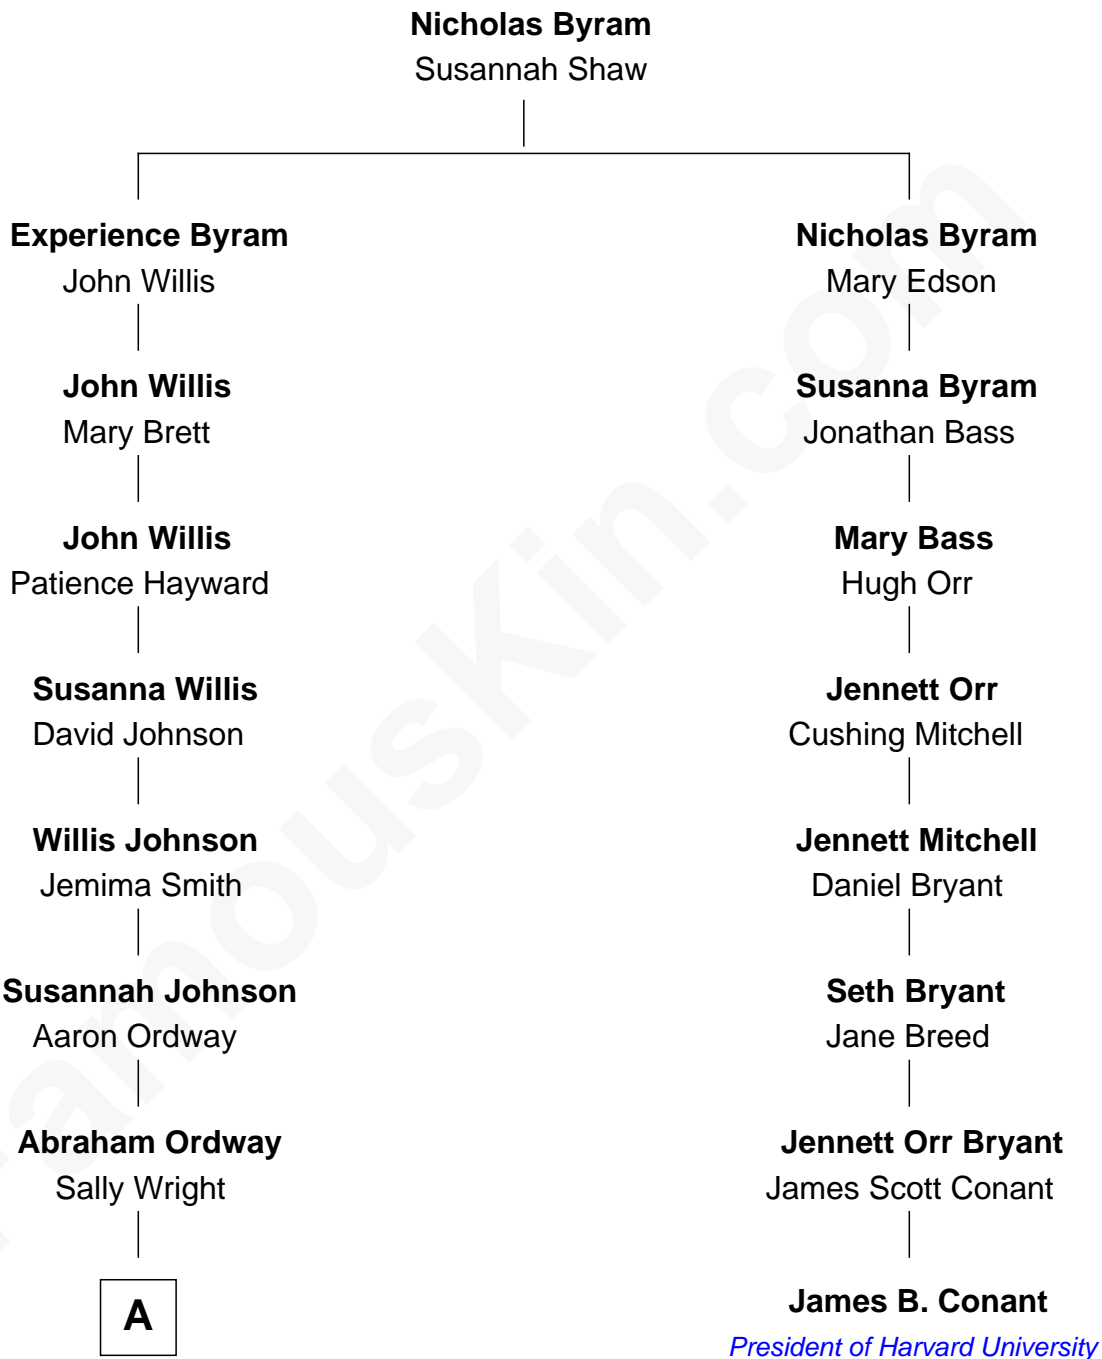 Nicholas Byram
Susannah Shaw
Experience Byram
John Willis
Nicholas Byram
Mary Edson
John Willis
Mary Brett
Susanna Byram
Jonathan Bass
John Willis
Patience Hayward
Mary Bass
Hugh Orr
Susanna Willis
David Johnson
Jennett Orr
Cushing Mitchell
Willis Johnson
Jemima Smith
Jennett Mitchell
Daniel Bryant
Susannah Johnson
Aaron Ordway
Seth Bryant
Jane Breed
Abraham Ordway
Sally Wright
Jennett Orr Bryant
James Scott Conant
A
James B. Conant
President of Harvard University
FamousKin.com